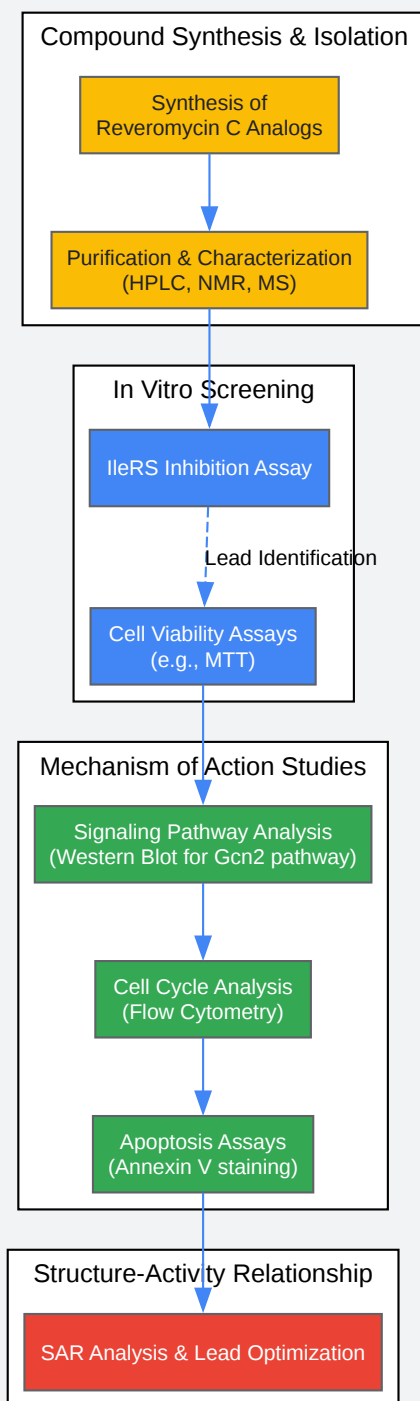 Compound Synthesis & Isolation
Synthesis of
Reveromycin C Analogs
Purification & Characterization
(HPLC, NMR, MS)
In Vitro Screening
IleRS Inhibition Assay
Lead Identification
Cell Viability Assays
(e.g., MTT)
Mechanism of Action Studies
Signaling Pathway Analysis
(Western Blot for Gcn2 pathway)
Cell Cycle Analysis
(Flow Cytometry)
Apoptosis Assays
(Annexin V staining)
Structure-Activity Relationship
SAR Analysis & Lead Optimization